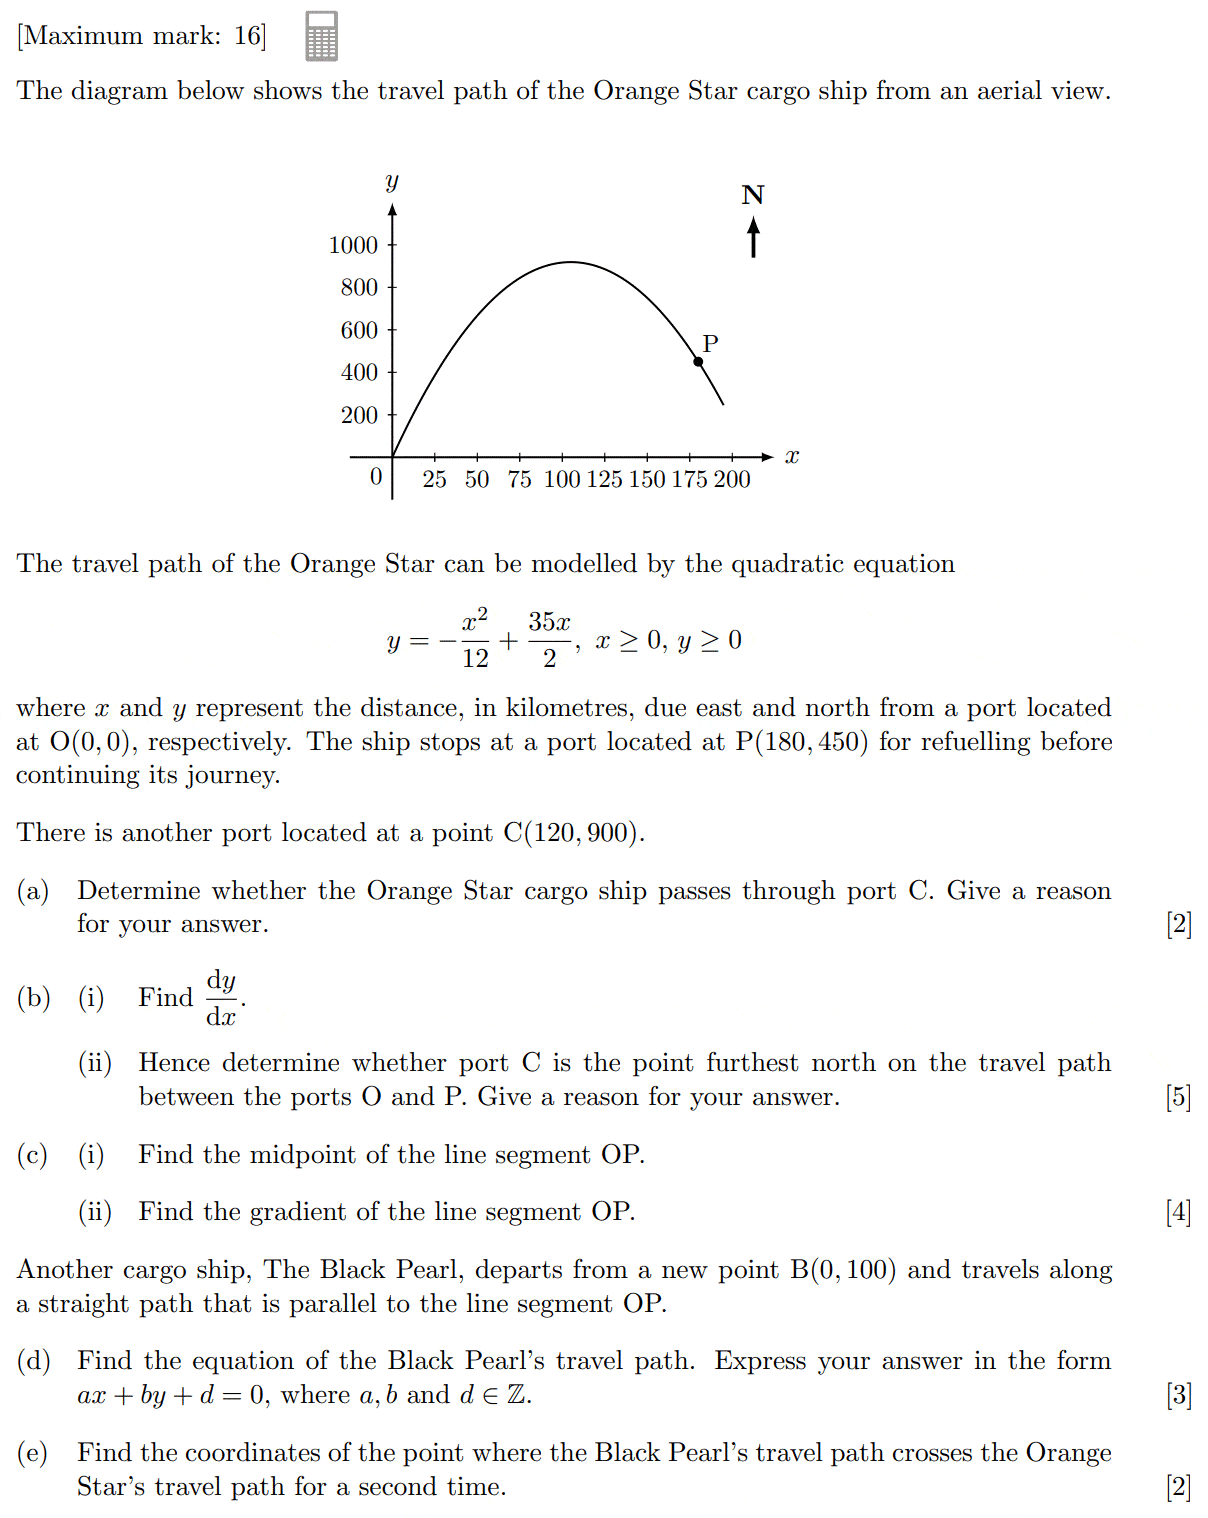 [Maximum mark: 16]
The diagram below shows the travel path of the Orange Star cargo ship from an aerial view.
y
N
1000
800
600
400
200
P
x
0 25 50 75 100 125 150 175 200
The travel path of the Orange Star can be modelled by the quadratic equation
y = −x²/12 + 35x/2, x ≥ 0, y ≥ 0
where x and y represent the distance, in kilometres, due east and north from a port located
at O(0, 0), respectively. The ship stops at a port located at P(180, 450) for refuelling before
continuing its journey.
There is another port located at a point C(120, 900).
(a) Determine whether the Orange Star cargo ship passes through port C. Give a reason
for your answer. [2]
(b) (i) Find dy/dx.
(ii) Hence determine whether port C is the point furthest north on the travel path
between the ports O and P. Give a reason for your answer. [5]
(c) (i) Find the midpoint of the line segment OP.
(ii) Find the gradient of the line segment OP. [4]
Another cargo ship, The Black Pearl, departs from a new point B(0, 100) and travels along
a straight path that is parallel to the line segment OP.
(d) Find the equation of the Black Pearl's travel path. Express your answer in the form
ax + by + d = 0, where a, b and d ∈ ℤ. [3]
(e) Find the coordinates of the point where the Black Pearl's travel path crosses the Orange
Star's travel path for a second time. [2]